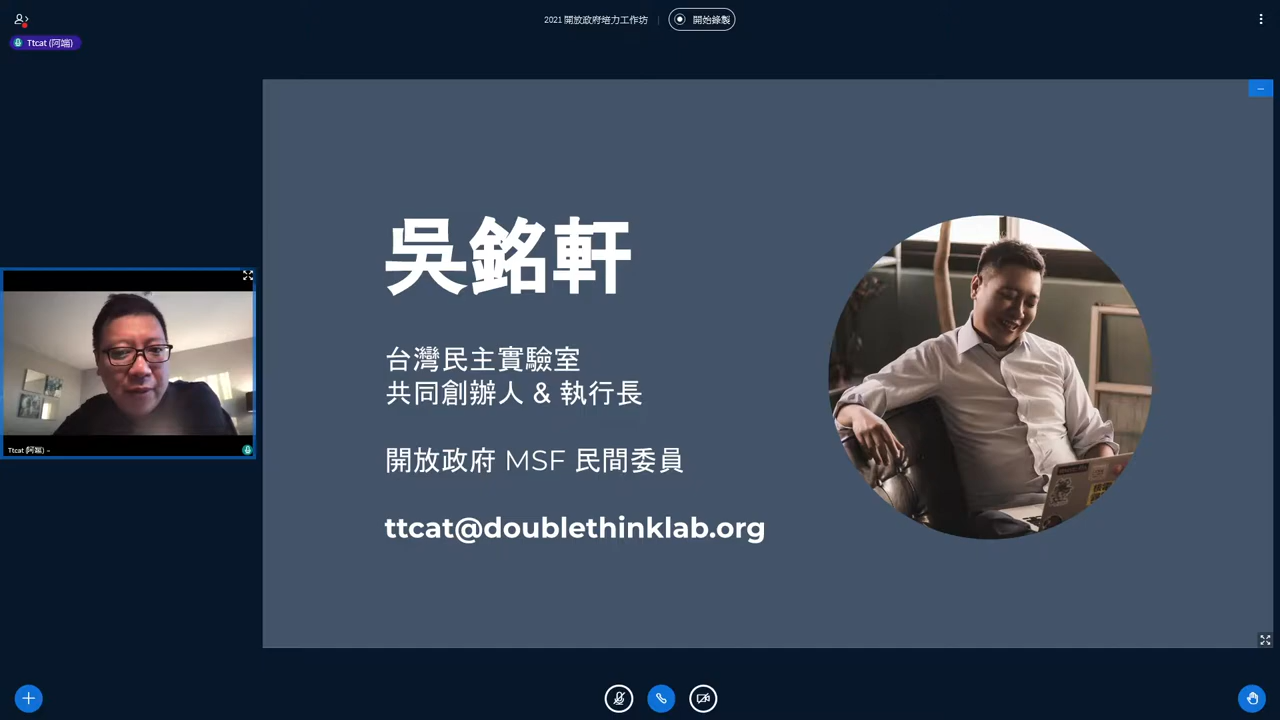 2021 開放政府培力工作坊
開始錄製
Ttcat (阿端)
吳銘軒
台灣民主實驗室
共同創辦人 & 執行長
開放政府 MSF 民間委員
ttcat@doublethinklab.org
Ttcat (阿端)